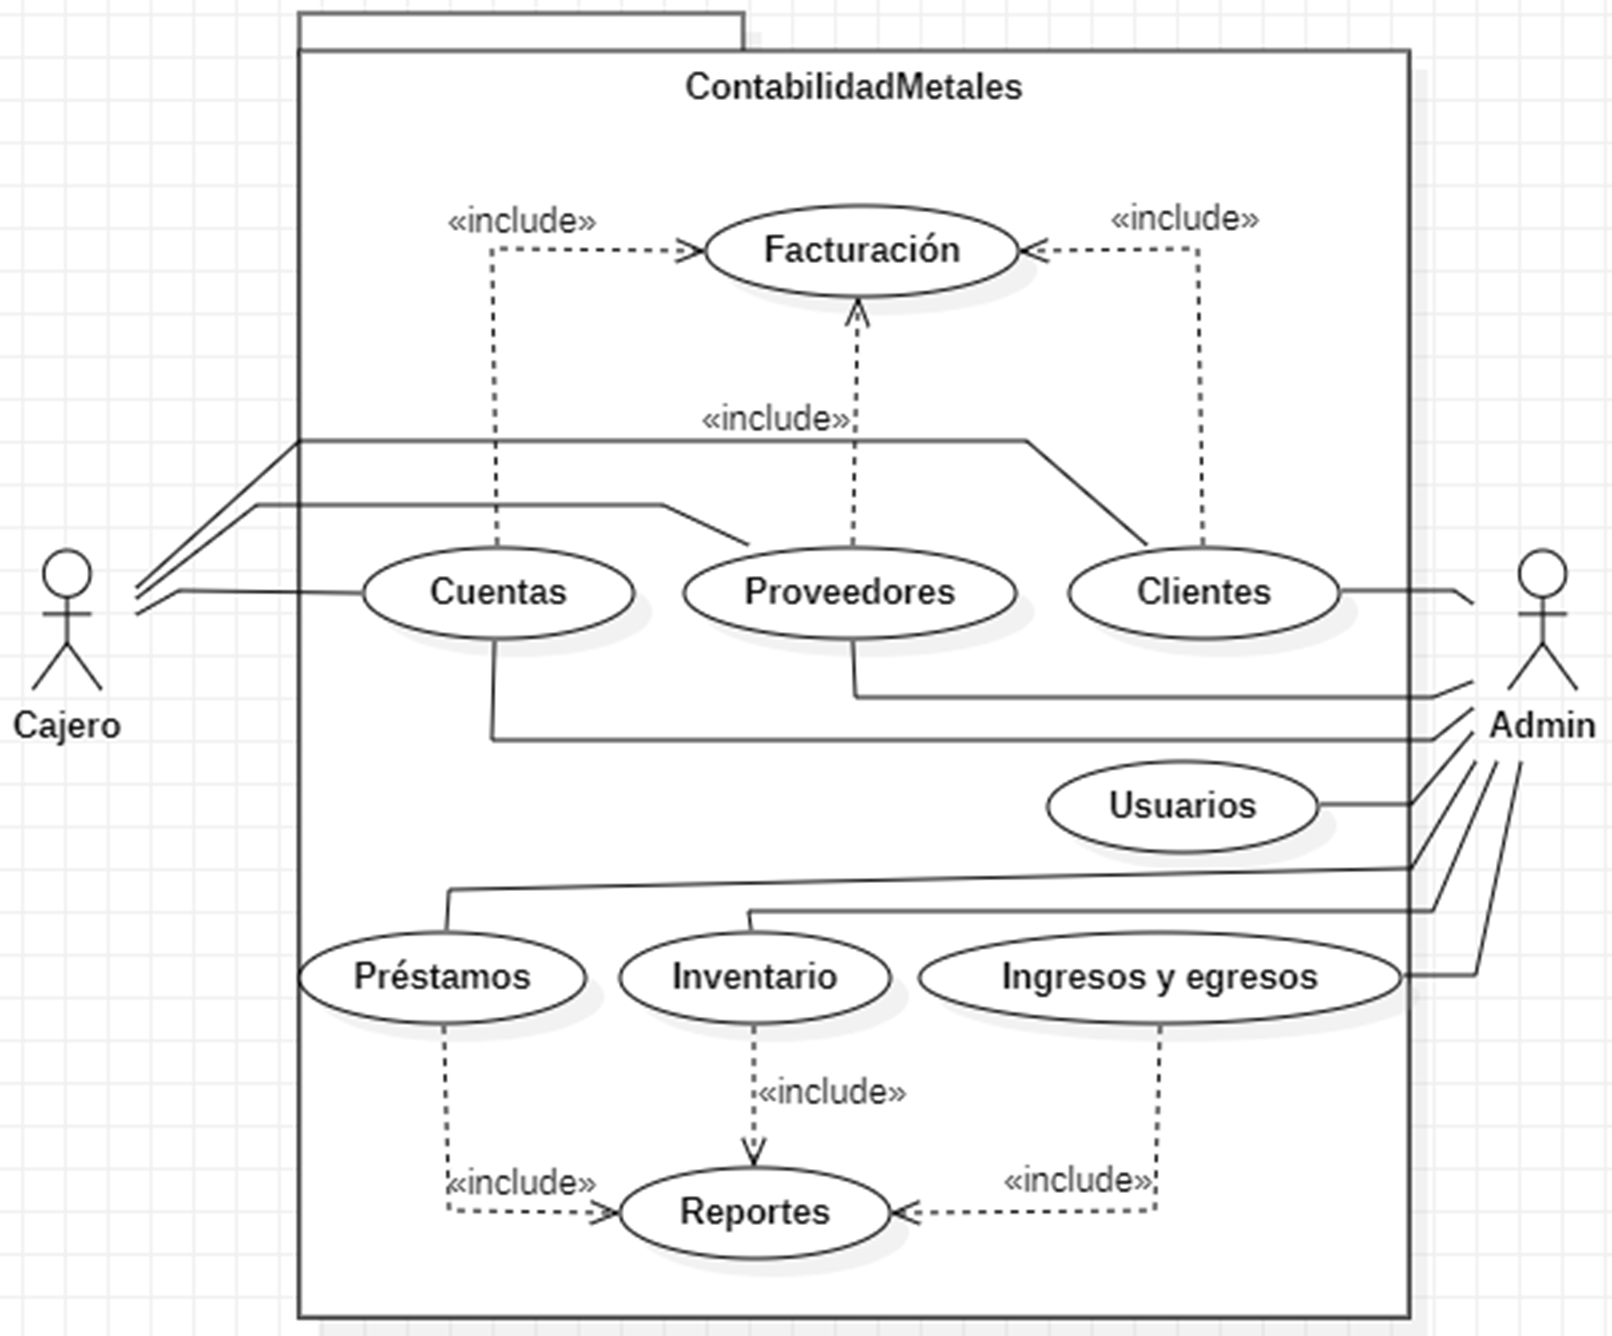 ContabilidadMetales
«include»
«include»
Facturación
«include»
Cuentas
Proveedores
Clientes
Cajero
Admin
Usuarios
Préstamos
Inventario
Ingresos y egresos
«include»
«include»
«include»
Reportes